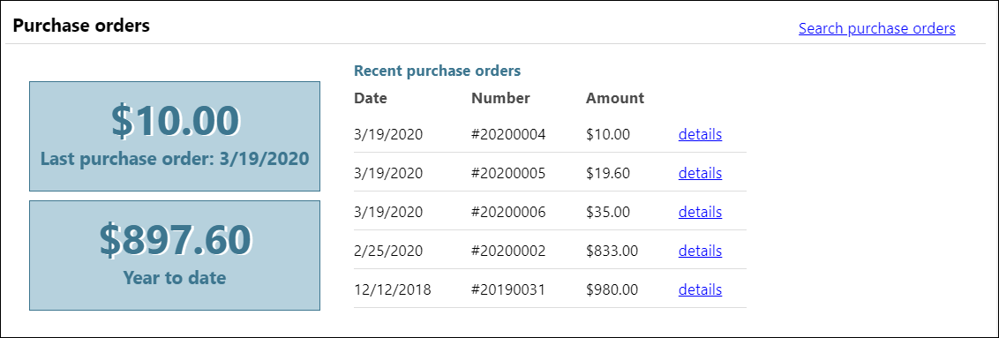 Purchase orders
Search purchase orders
$10.00
Last purchase order: 3/19/2020
$897.60
Year to date
Recent purchase orders
Date Number Amount
3/19/2020 #20200004 $10.00 details
3/19/2020 #20200005 $19.60 details
3/19/2020 #20200006 $35.00 details
2/25/2020 #20200002 $833.00 details
12/12/2018 #20190031 $980.00 details